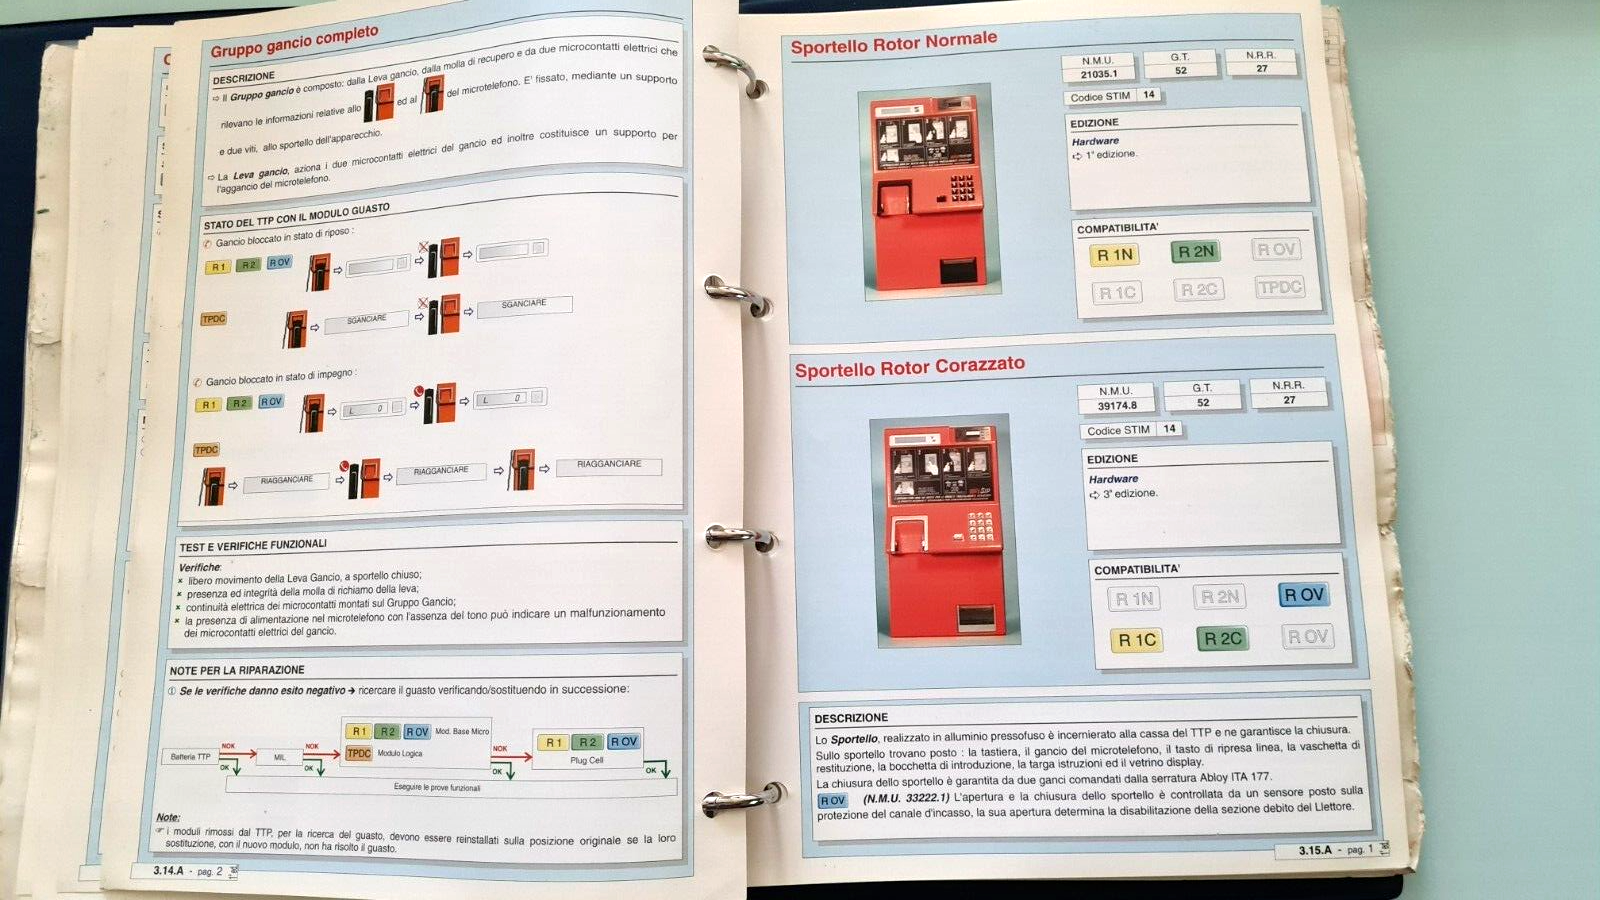 Gruppo gancio completo
DESCRIZIONE
⇨ Il Gruppo gancio è composto: dalla Leva gancio, dalla molla di recupero e da due microcontatti elettrici che
rilevano le informazioni relative allo ed al del microtelefono. E' fissato, mediante un supporto
e due viti, allo sportello dell'apparecchio.
⇨ La Leva gancio, aziona i due microcontatti elettrici del gancio ed inoltre costituisce un supporto per
l'aggancio del microtelefono.
STATO DEL TTP CON IL MODULO GUASTO
Gancio bloccato in stato di riposo :
R 1 R 2 R OV
TPDC SGANCIARE SGANCIARE
Gancio bloccato in stato di impegno :
R 1 R 2 R OV L 0 L 0
TPDC
RIAGGANCIARE RIAGGANCIARE RIAGGANCIARE
TEST E VERIFICHE FUNZIONALI
Verifiche:
× libero movimento della Leva Gancio, a sportello chiuso;
× presenza ed integrità della molla di richiamo della leva;
× continuità elettrica dei microcontatti montati sul Gruppo Gancio;
× la presenza di alimentazione nel microtelefono con l'assenza del tono può indicare un malfunzionamento
dei microcontatti elettrici del gancio.
NOTE PER LA RIPARAZIONE
① Se le verifiche danno esito negativo ➔ ricercare il guasto verificando/sostituendo in successione:
Batteria TTP NOK OK MIL NOK OK
R 1 R 2 R OV Mod. Base Micro
TPDC Modulo Logica
NOK OK
R 1 R 2 R OV
Plug Cell
OK
Eseguire le prove funzionali
Note:
☞ i moduli rimossi dal TTP, per la ricerca del guasto, devono essere reinstallati sulla posizione originale se la loro
sostituzione, con il nuovo modulo, non ha risolto il guasto.
3.14.A - pag. 2
Sportello Rotor Normale
N.M.U. G.T. N.R.R.
21035.1 52 27
Codice STIM 14
EDIZIONE
Hardware
➪ 1ª edizione.
COMPATIBILITA'
R 1N R 2N R OV
R 1C R 2C TPDC
Sportello Rotor Corazzato
N.M.U. G.T. N.R.R.
39174.8 52 27
Codice STIM 14
EDIZIONE
Hardware
➪ 3ª edizione.
COMPATIBILITA'
R 1N R 2N R OV
R 1C R 2C R OV
DESCRIZIONE
Lo Sportello, realizzato in alluminio pressofuso è incernierato alla cassa del TTP e ne garantisce la chiusura.
Sullo sportello trovano posto : la tastiera, il gancio del microtelefono, il tasto di ripresa linea, la vaschetta di
restituzione, la bocchetta di introduzione, la targa istruzioni ed il vetrino display.
La chiusura dello sportello è garantita da due ganci comandati dalla serratura Abloy ITA 177.
R OV (N.M.U. 33222.1) L'apertura e la chiusura dello sportello è controllata da un sensore posto sulla
protezione del canale d'incasso, la sua apertura determina la disabilitazione della sezione debito del Llettore.
3.15.A - pag. 1